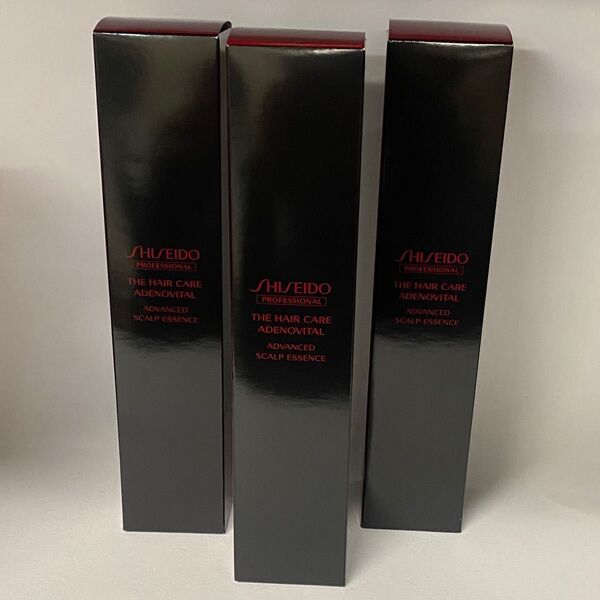 SHISEIDO
PROFESSIONAL
THE HAIR CARE
ADENOVITAL
ADVANCED
SCALP ESSENCE
SHISEIDO
PROFESSIONAL
THE HAIR CARE
ADENOVITAL
ADVANCED
SCALP ESSENCE
SHISEIDO
PROFESSIONAL
THE HAIR CARE
ADENOVITAL
ADVANCED
SCALP ESSENCE